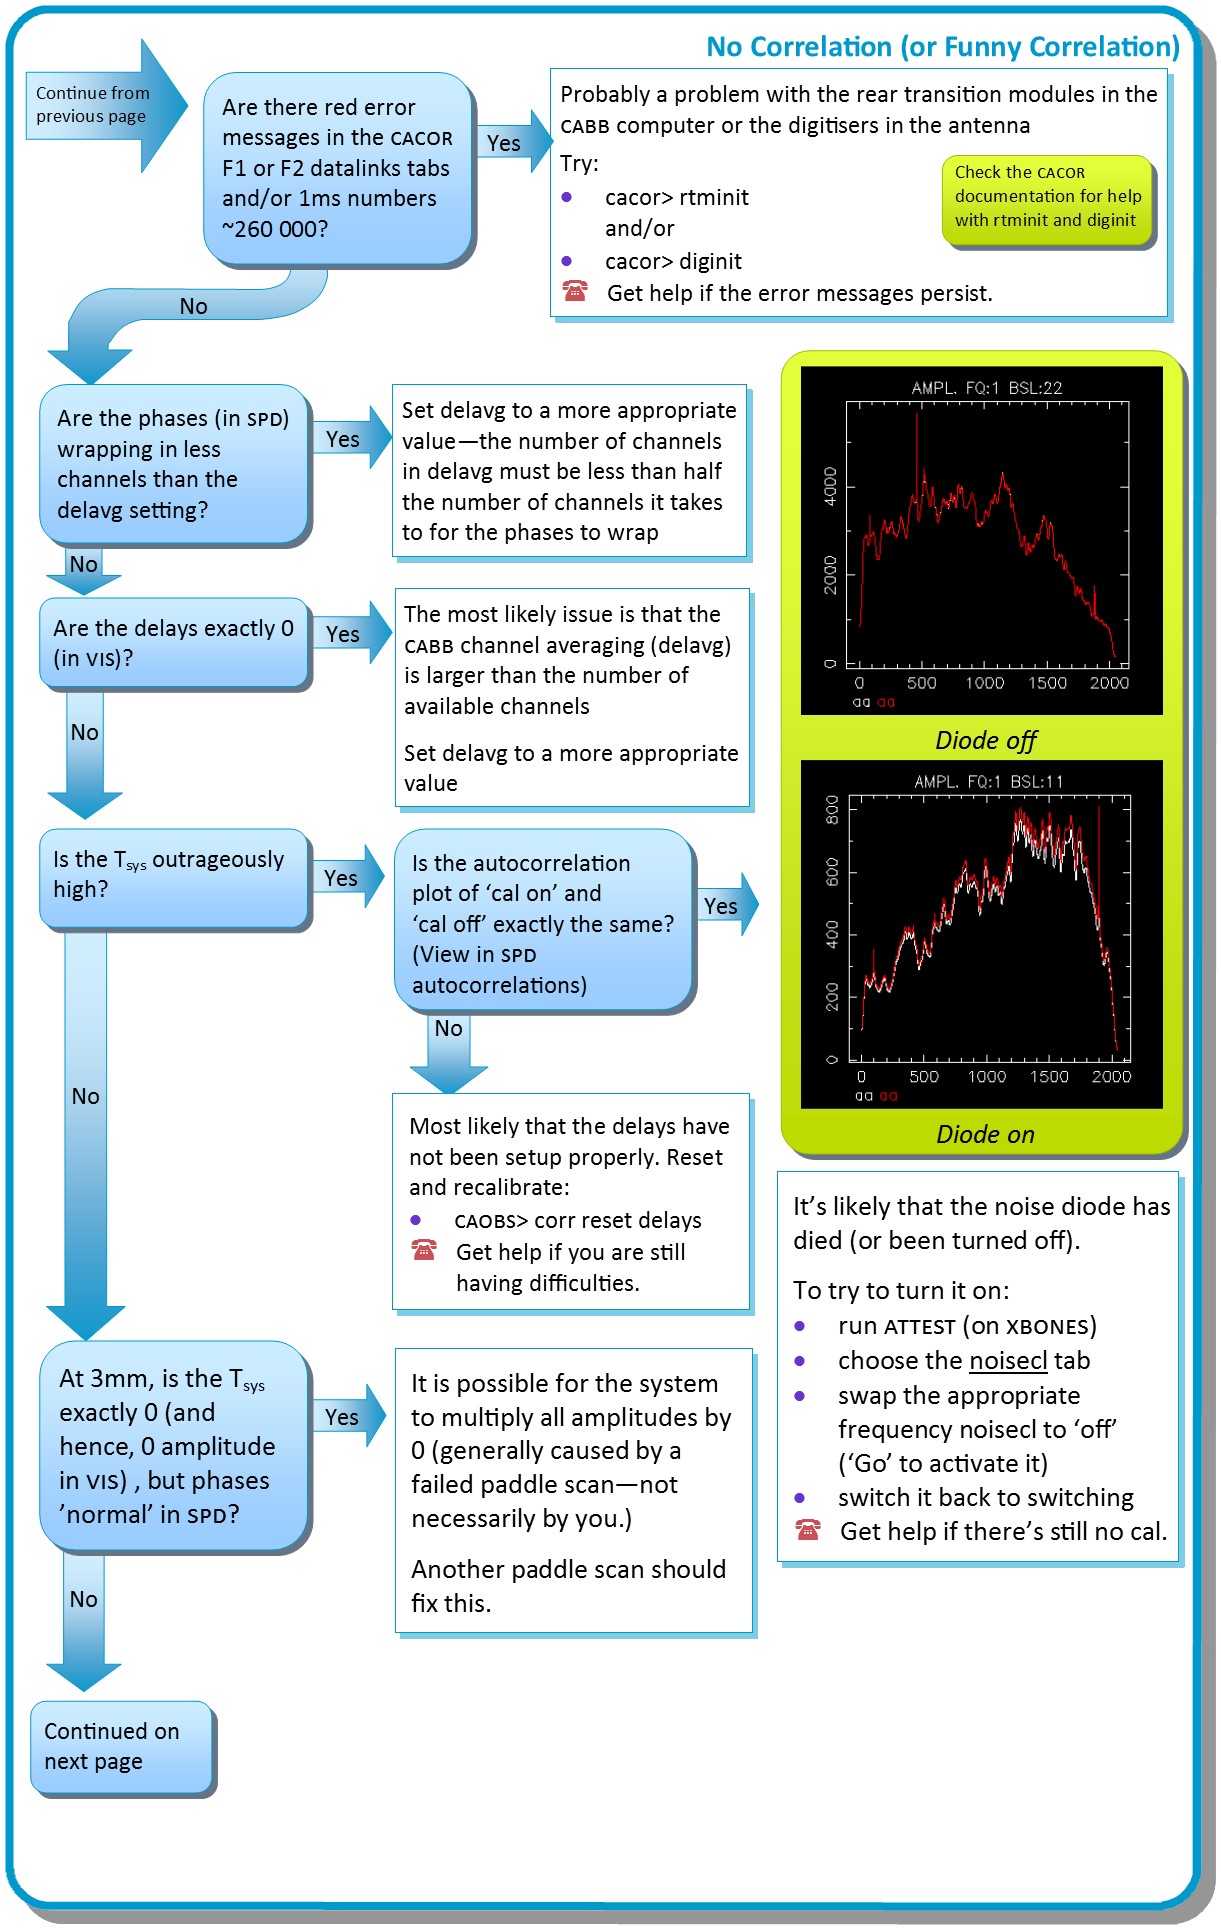 No Correlation (or Funny Correlation)
Continue from
previous page
Are there red error
messages in the CACOR
F1 or F2 datalinks tabs
and/or 1ms numbers
~260 000?
Yes
Probably a problem with the rear transition modules in the
CABB computer or the digitisers in the antenna
Try:
• cacor> rtminit
and/or
• cacor> diginit
☎ Get help if the error messages persist.
Check the CACOR
documentation for help
with rtminit and diginit
No
Are the phases (in SPD)
wrapping in less
channels than the
delavg setting?
Yes
Set delavg to a more appropriate
value—the number of channels
in delavg must be less than half
the number of channels it takes
to for the phases to wrap
No
Are the delays exactly 0
(in VIS)?
Yes
The most likely issue is that the
CABB channel averaging (delavg)
is larger than the number of
available channels
Set delavg to a more appropriate
value
No
Is the Tsys outrageously
high?
Yes
Is the autocorrelation
plot of ‘cal on’ and
‘cal off’ exactly the same?
(View in SPD
autocorrelations)
Yes
AMPL. FQ:1 BSL:22
4000
2000
0
0 500 1000 1500 2000
aa aa
Diode off
AMPL. FQ:1 BSL:11
800
600
400
200
0
0 500 1000 1500 2000
aa aa
Diode on
No
Most likely that the delays have
not been setup properly. Reset
and recalibrate:
• CAOBS> corr reset delays
☎ Get help if you are still
having difficulties.
It’s likely that the noise diode has
died (or been turned off).
To try to turn it on:
• run ATTEST (on XBONES)
• choose the noisecl tab
• swap the appropriate
frequency noisecl to ‘off’
(‘Go’ to activate it)
• switch it back to switching
☎ Get help if there’s still no cal.
No
At 3mm, is the Tsys
exactly 0 (and
hence, 0 amplitude
in VIS) , but phases
’normal’ in SPD?
Yes
It is possible for the system
to multiply all amplitudes by
0 (generally caused by a
failed paddle scan—not
necessarily by you.)
Another paddle scan should
fix this.
No
Continued on
next page